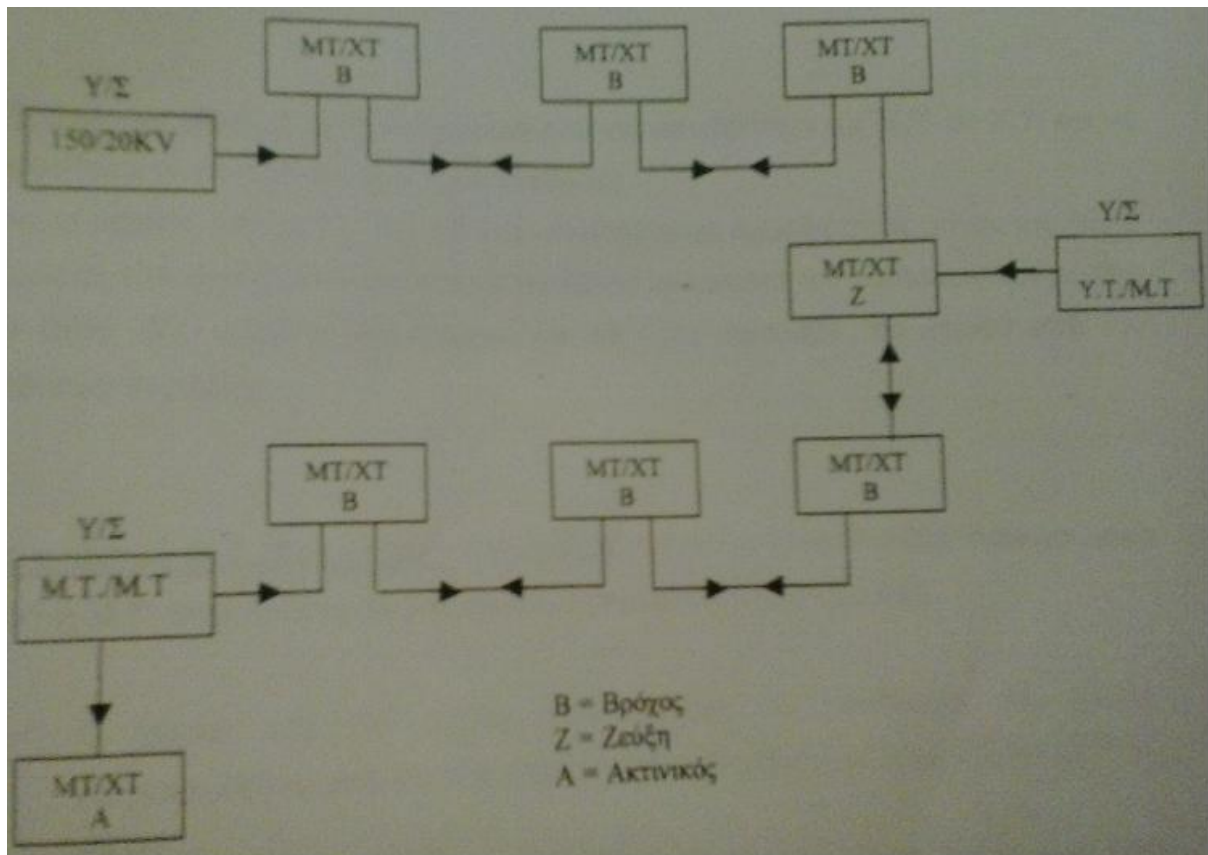 ΜΤ/ΧΤ
Β
ΜΤ/ΧΤ
Β
ΜΤ/ΧΤ
Β
Υ/Σ
150/20KV
Υ/Σ
ΜΤ/ΧΤ
Ζ
Υ.Τ./Μ.Τ
ΜΤ/ΧΤ
Β
ΜΤ/ΧΤ
Β
ΜΤ/ΧΤ
Β
Υ/Σ
Μ.Τ./Μ.Τ
Β = Βρόχος
Ζ = Ζεύξη
Α = Ακτινικός
ΜΤ/ΧΤ
Α